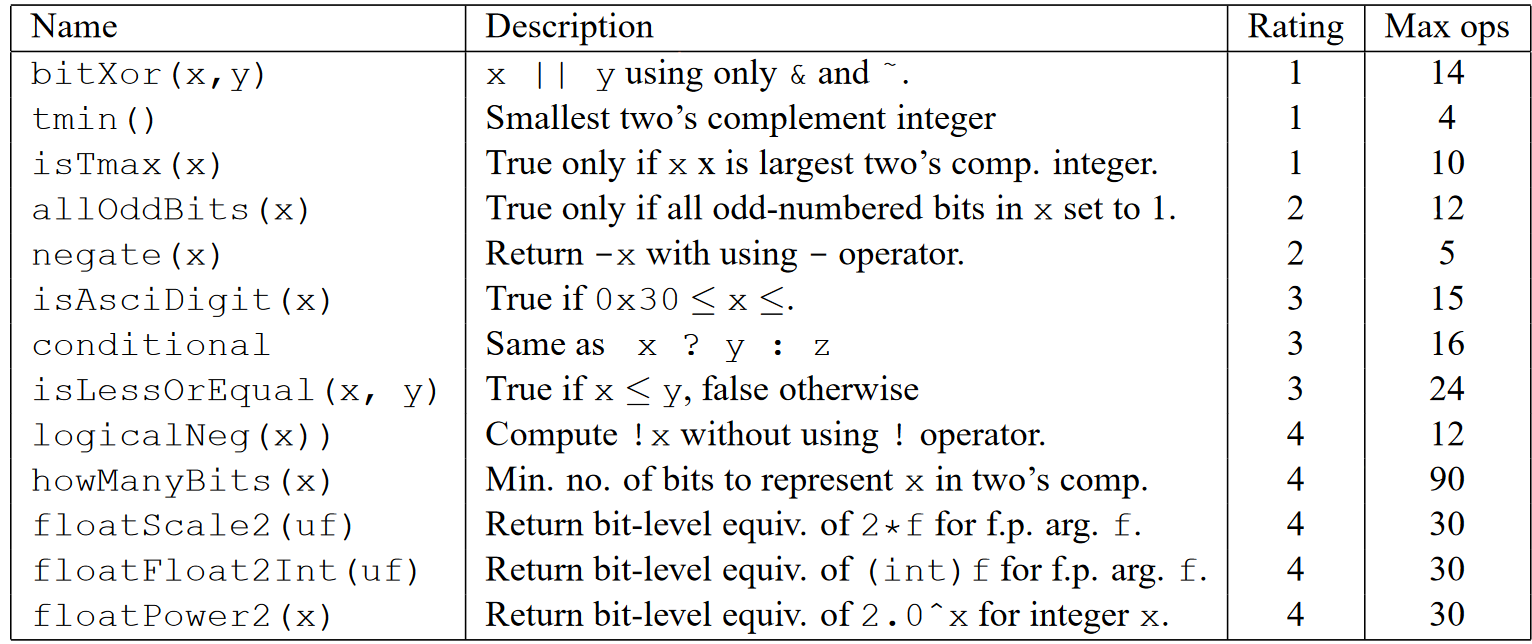 Name Description Rating Max ops
bitXor(x,y) x || y using only & and ~. 1 14
tmin() Smallest two’s complement integer 1 4
isTmax(x) True only if x x is largest two’s comp. integer. 1 10
allOddBits(x) True only if all odd-numbered bits in x set to 1. 2 12
negate(x) Return -x with using - operator. 2 5
isAsciDigit(x) True if 0x30 ≤ x ≤. 3 15
conditional Same as x ? y : z 3 16
isLessOrEqual(x, y) True if x ≤ y, false otherwise 3 24
logicalNeg(x)) Compute !x without using ! operator. 4 12
howManyBits(x) Min. no. of bits to represent x in two’s comp. 4 90
floatScale2(uf) Return bit-level equiv. of 2*f for f.p. arg. f. 4 30
floatFloat2Int(uf) Return bit-level equiv. of (int)f for f.p. arg. f. 4 30
floatPower2(x) Return bit-level equiv. of 2.0^x for integer x. 4 30